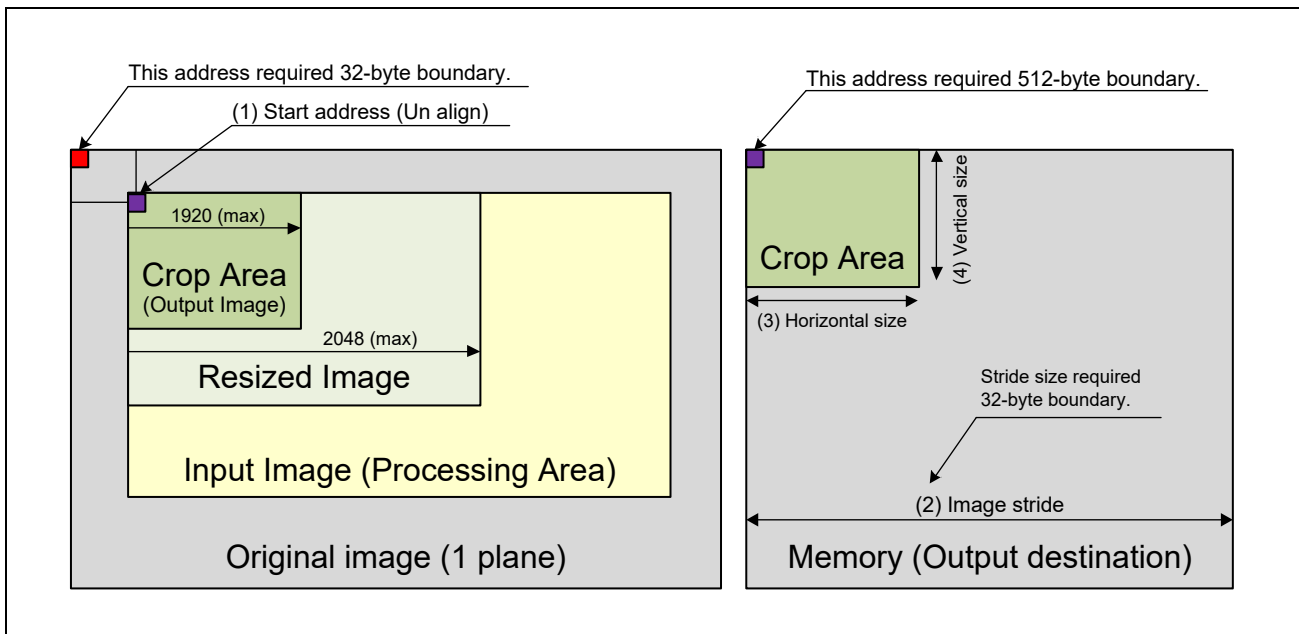 This address required 32-byte boundary.
(1) Start address (Un align)
1920 (max)
Crop Area
(Output Image)
2048 (max)
Resized Image
Input Image (Processing Area)
Original image (1 plane)
This address required 512-byte boundary.
Crop Area
(4) Vertical size
(3) Horizontal size
Stride size required
32-byte boundary.
(2) Image stride
Memory (Output destination)